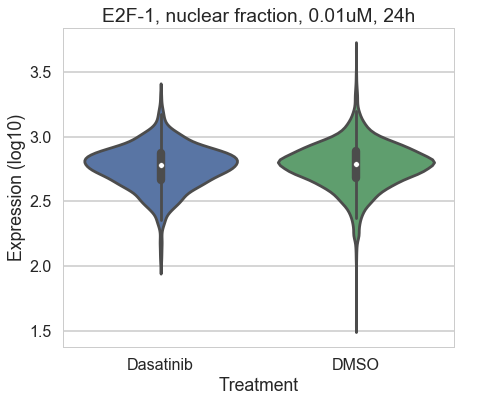 E2F-1, nuclear fraction, 0.01uM, 24h
Expression (log10)
3.5
3.0
2.5
2.0
1.5
Dasatinib DMSO
Treatment